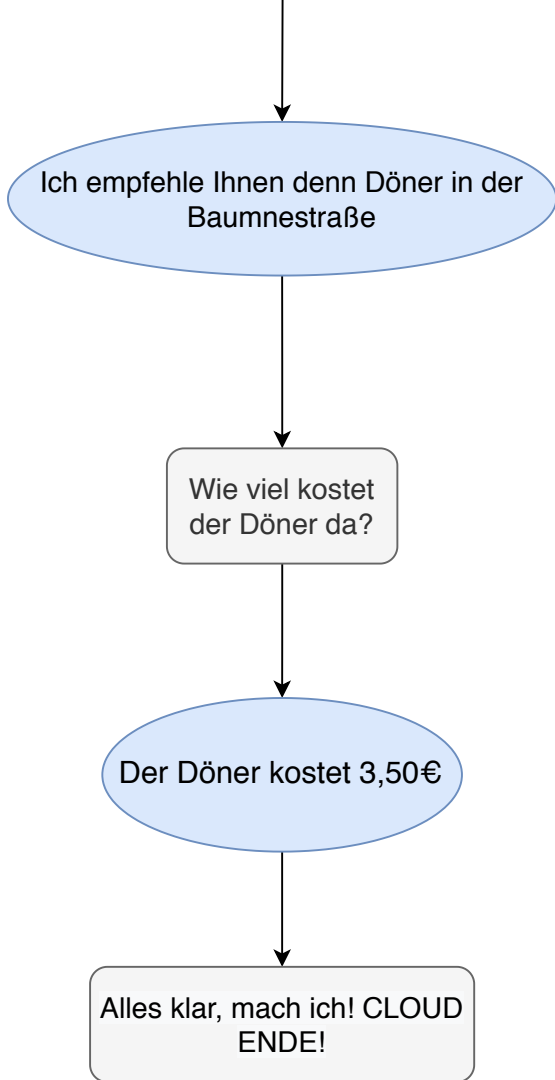 Ich empfehle Ihnen denn Döner in der
Baumnestraße
Wie viel kostet
der Döner da?
Der Döner kostet 3,50€
Alles klar, mach ich! CLOUD
ENDE!